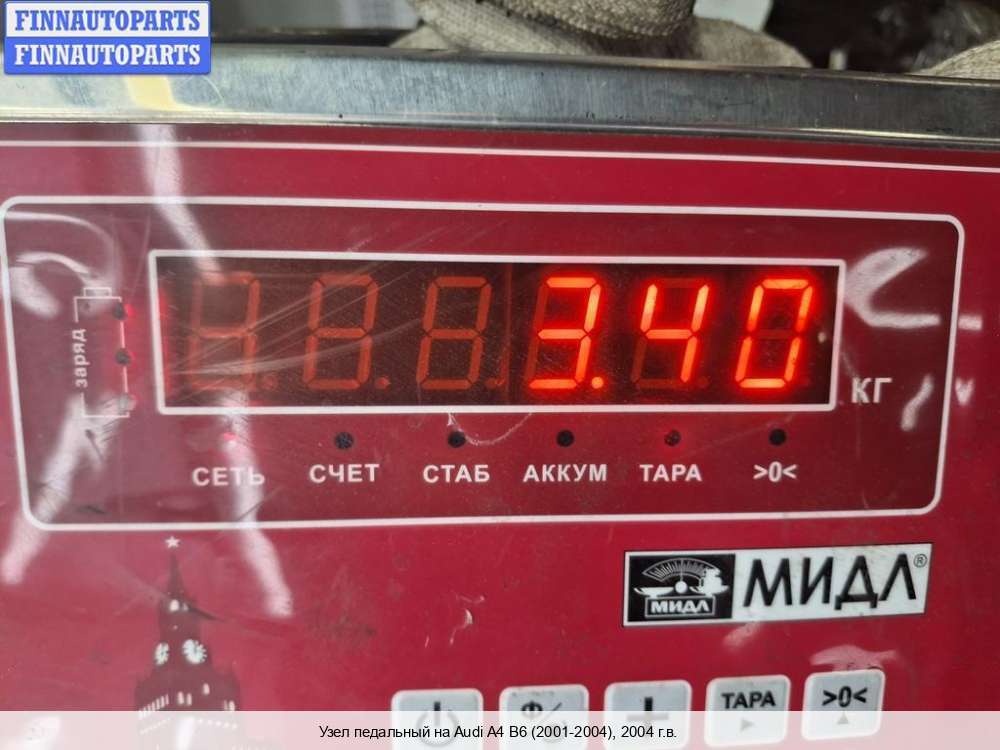 FINNAUTOPARTS
FINNAUTOPARTS
заряд
3.40
КГ
СЕТЬ СЧЕТ СТАБ АККУМ ТАРА >0<
МИДЛ МИДЛ®
ТАРА >0<
Узел педальный на Audi A4 B6 (2001-2004), 2004 г.в.